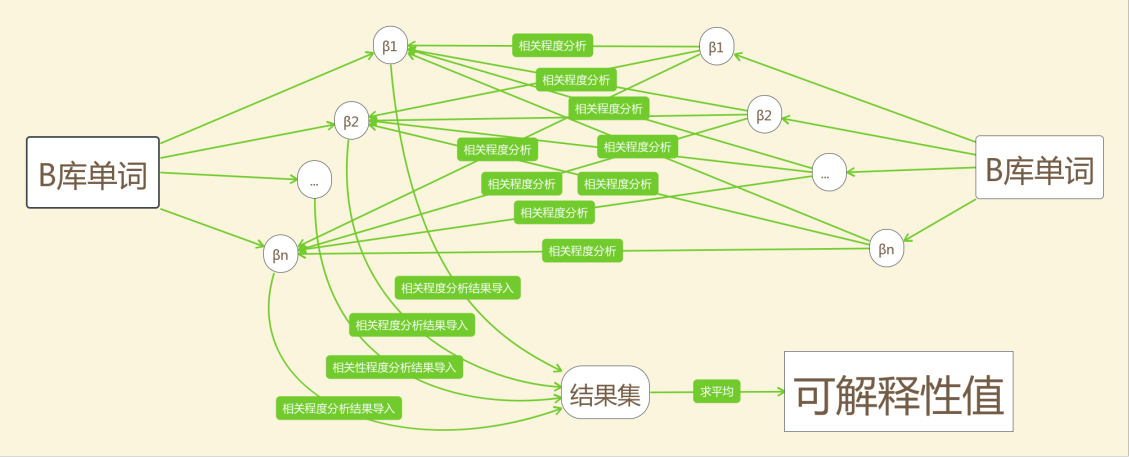 β1
相关程度分析
β1
相关程度分析
相关程度分析
β2
β2
相关程度分析
相关程度分析
B库单词
B库单词
...
...
相关程度分析
相关程度分析
相关程度分析
βn
相关程度分析
βn
相关程度分析结果导入
相关程度分析结果导入
相关性程度分析结果导入
结果集
求平均
可解释性值
相关程度分析结果导入